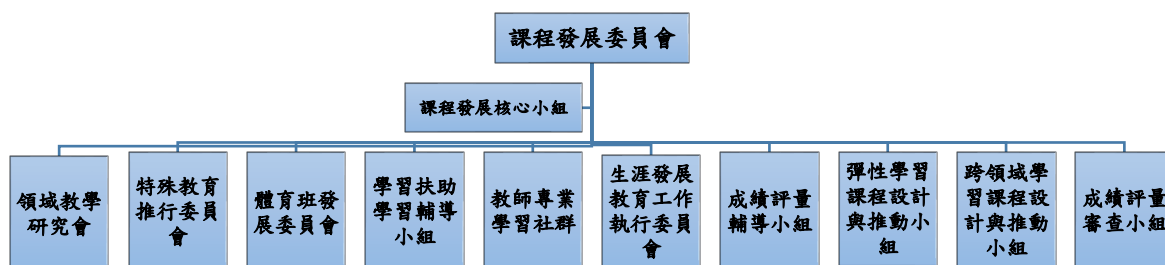 課程發展委員會
課程發展核心小組
領域教學
研究會
特殊教育
推行委員
會
體育班發
展委員會
學習扶助
學習輔導
小組
教師專業
學習社群
生涯發展
教育工作
執行委員
會
成績評量
輔導小組
彈性學習
課程設計
與推動小
組
跨領域學
習課程設
計與推動
小組
成績評量
審查小組